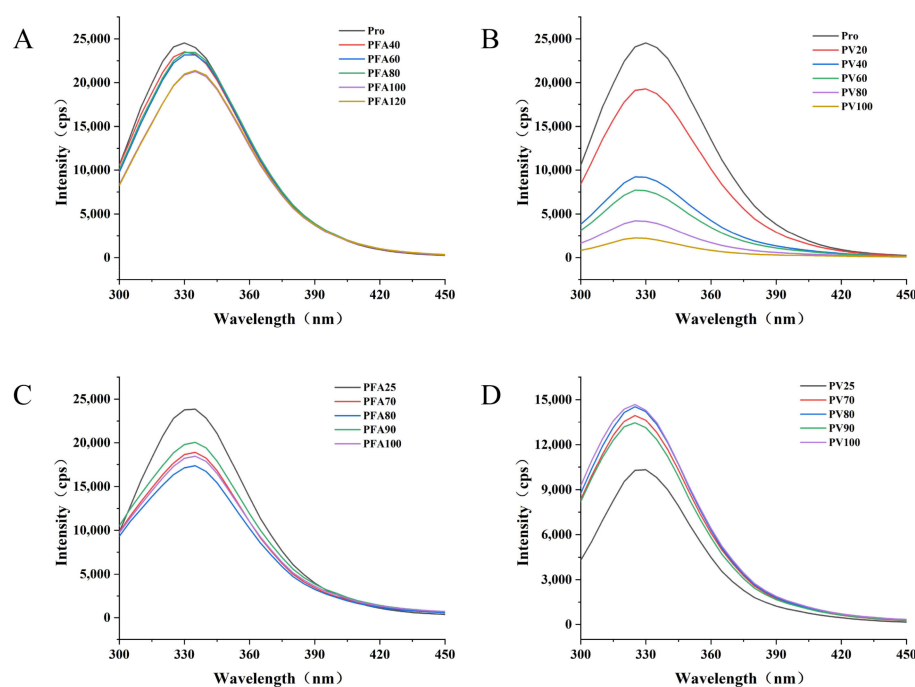 A
Pro
PFA40
PFA60
PFA80
PFA100
PFA120
25,000
20,000
15,000
10,000
5,000
0
Intensity（cps）
300 330 360 390 420 450
Wavelength（nm）
B
Pro
PV20
PV40
PV60
PV80
PV100
25,000
20,000
15,000
10,000
5,000
0
Intensity（cps）
300 330 360 390 420 450
Wavelength（nm）
C
PFA25
PFA70
PFA80
PFA90
PFA100
25,000
20,000
15,000
10,000
5,000
0
Intensity（cps）
300 330 360 390 420 450
Wavelength（nm）
D
PV25
PV70
PV80
PV90
PV100
15,000
12,000
9,000
6,000
3,000
0
Intensity（cps）
300 330 360 390 420 450
Wavelength（nm）